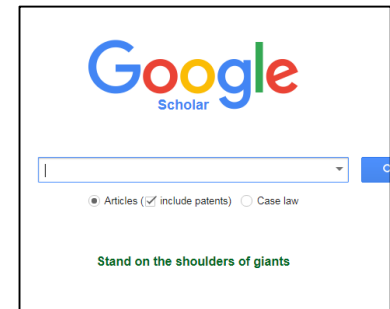 Google
Scholar
Articles (include patents) Case law
Stand on the shoulders of giants